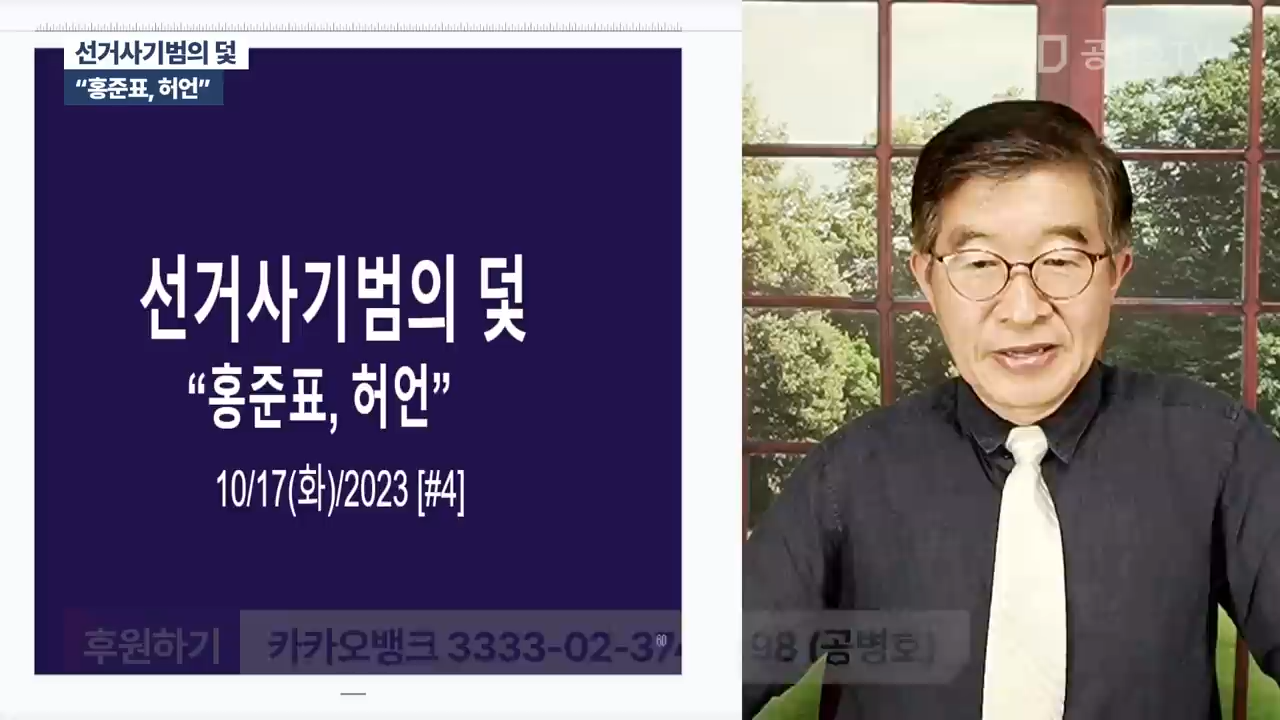 선거사기범의 덫
“홍준표, 허언”
선거사기범의 덫
“홍준표, 허언”
10/17(화)/2023 [#4]
60
후원하기
카카오뱅크 3333-02-37 98 (공병호)